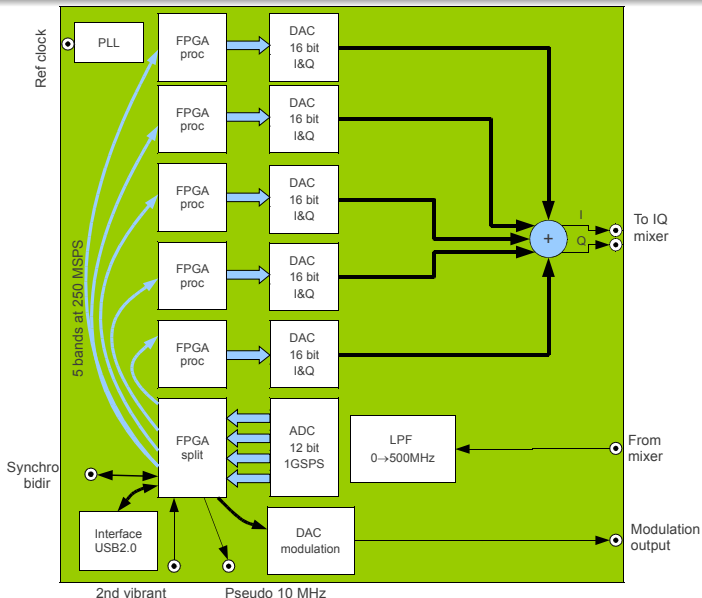 Ref clock
PLL
FPGA
proc
DAC
16 bit
I&Q
FPGA
proc
DAC
16 bit
I&Q
FPGA
proc
DAC
16 bit
I&Q
FPGA
proc
DAC
16 bit
I&Q
FPGA
proc
DAC
16 bit
I&Q
5 bands at 250 MSPS
+
I
Q
To IQ
mixer
FPGA
split
ADC
12 bit
1GSPS
LPF
0→500MHz
From
mixer
Synchro
bidir
Interface
USB2.0
DAC
modulation
Modulation
output
2nd vibrant
Pseudo 10 MHz